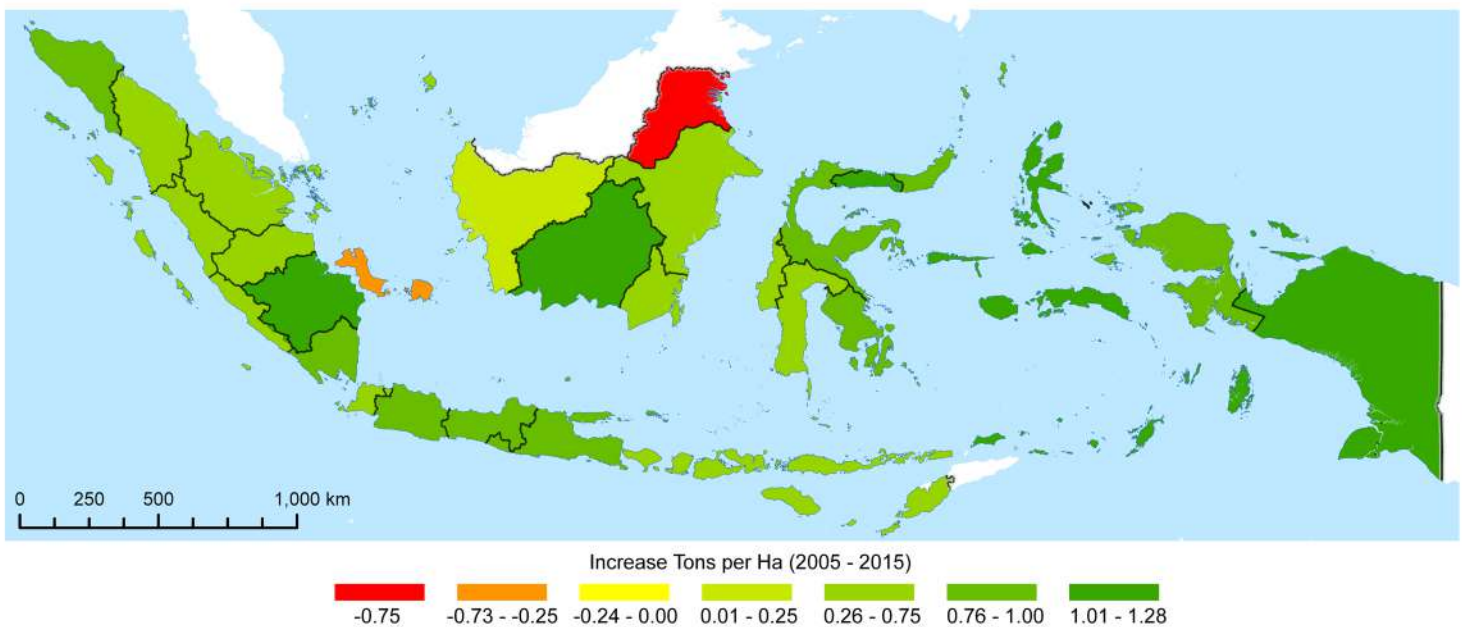 0 250 500 1,000 km
Increase Tons per Ha (2005 - 2015)
-0.75 -0.73 - -0.25 -0.24 - 0.00 0.01 - 0.25 0.26 - 0.75 0.76 - 1.00 1.01 - 1.28